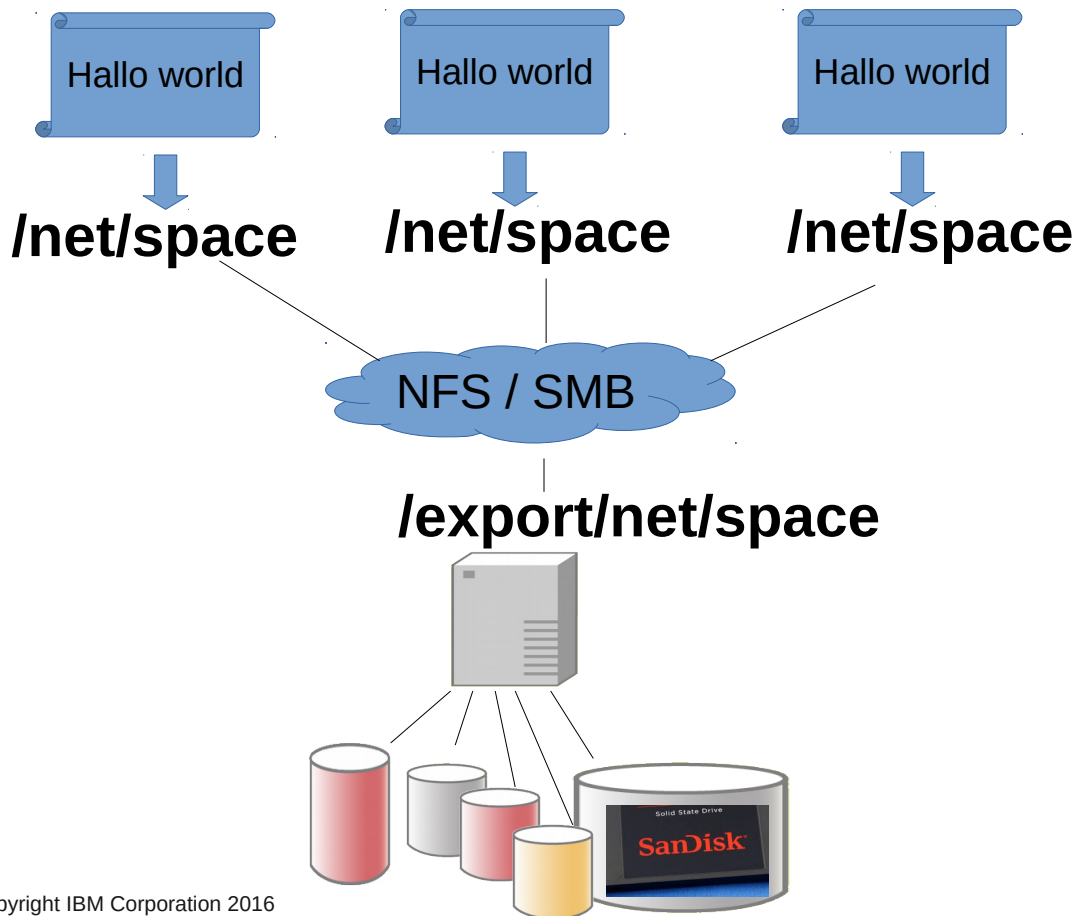 Hallo world
Hallo world
Hallo world
/net/space
/net/space
/net/space
NFS / SMB
/export/net/space
Solid State Drive
SanDisk
pyright IBM Corporation 2016